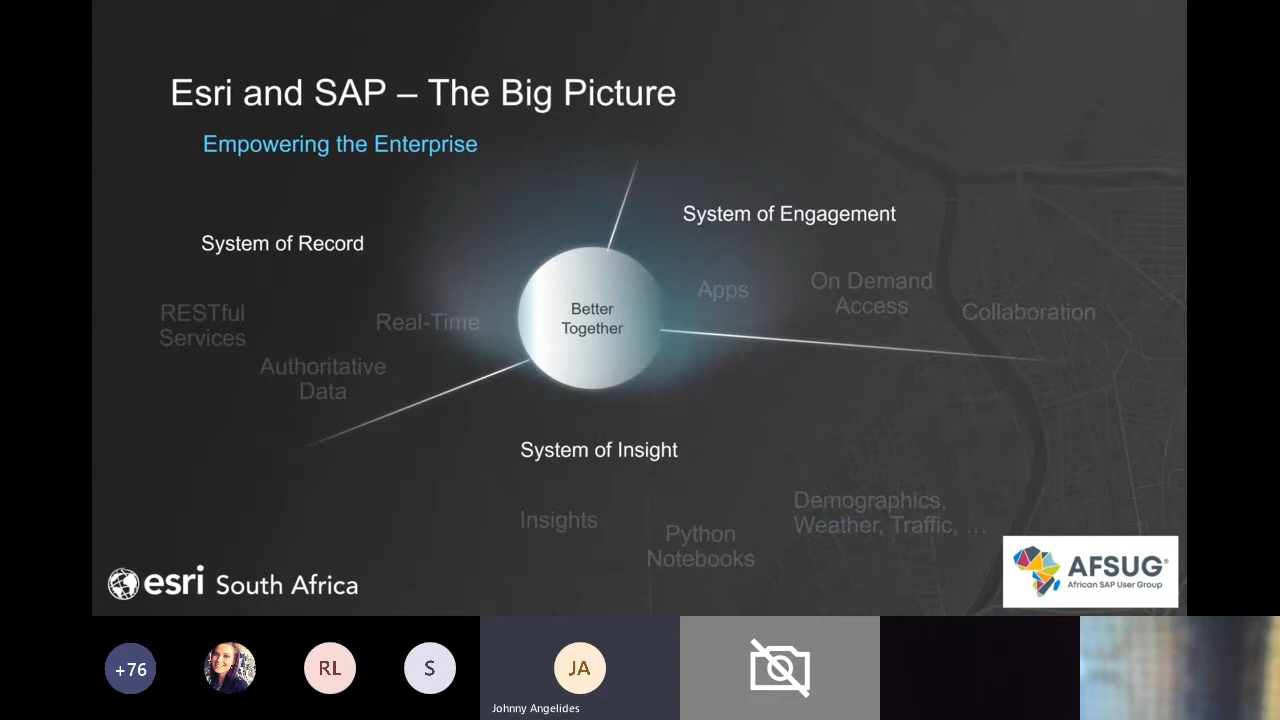 Esri and SAP – The Big Picture
Empowering the Enterprise
System of Engagement
System of Record
Apps
On Demand
Access
Collaboration
RESTful
Services
Real-Time
Better
Together
Authoritative
Data
System of Insight
Insights
Python
Notebooks
Demographics,
Weather, Traffic, ...
esri South Africa
AFSUG®
African SAP User Group
+76
RL
S
JA
Johnny Angelides